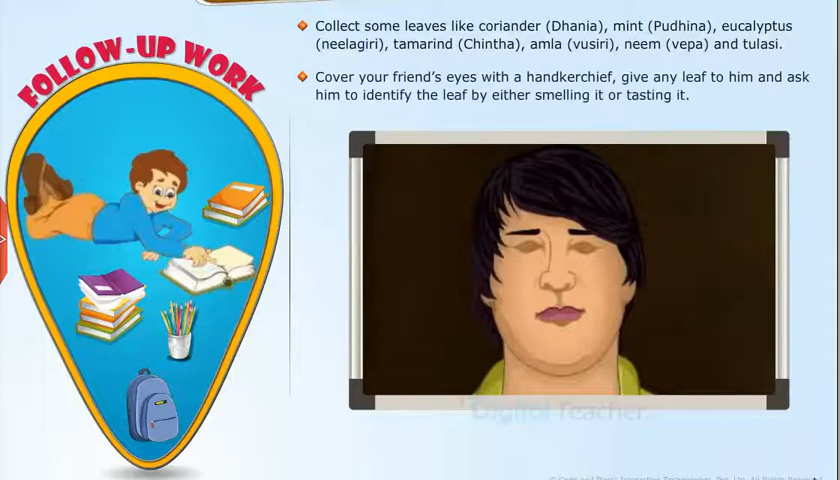 Collect some leaves like coriander (Dhania), mint (Pudhina), eucalyptus
(neelagiri), tamarind (Chintha), amla (vusiri), neem (vepa) and tulasi.
Cover your friend's eyes with a handkerchief, give any leaf to him and ask
him to identify the leaf by either smelling it or tasting it.
FOLLOW-UP WORK
Digital Teacher